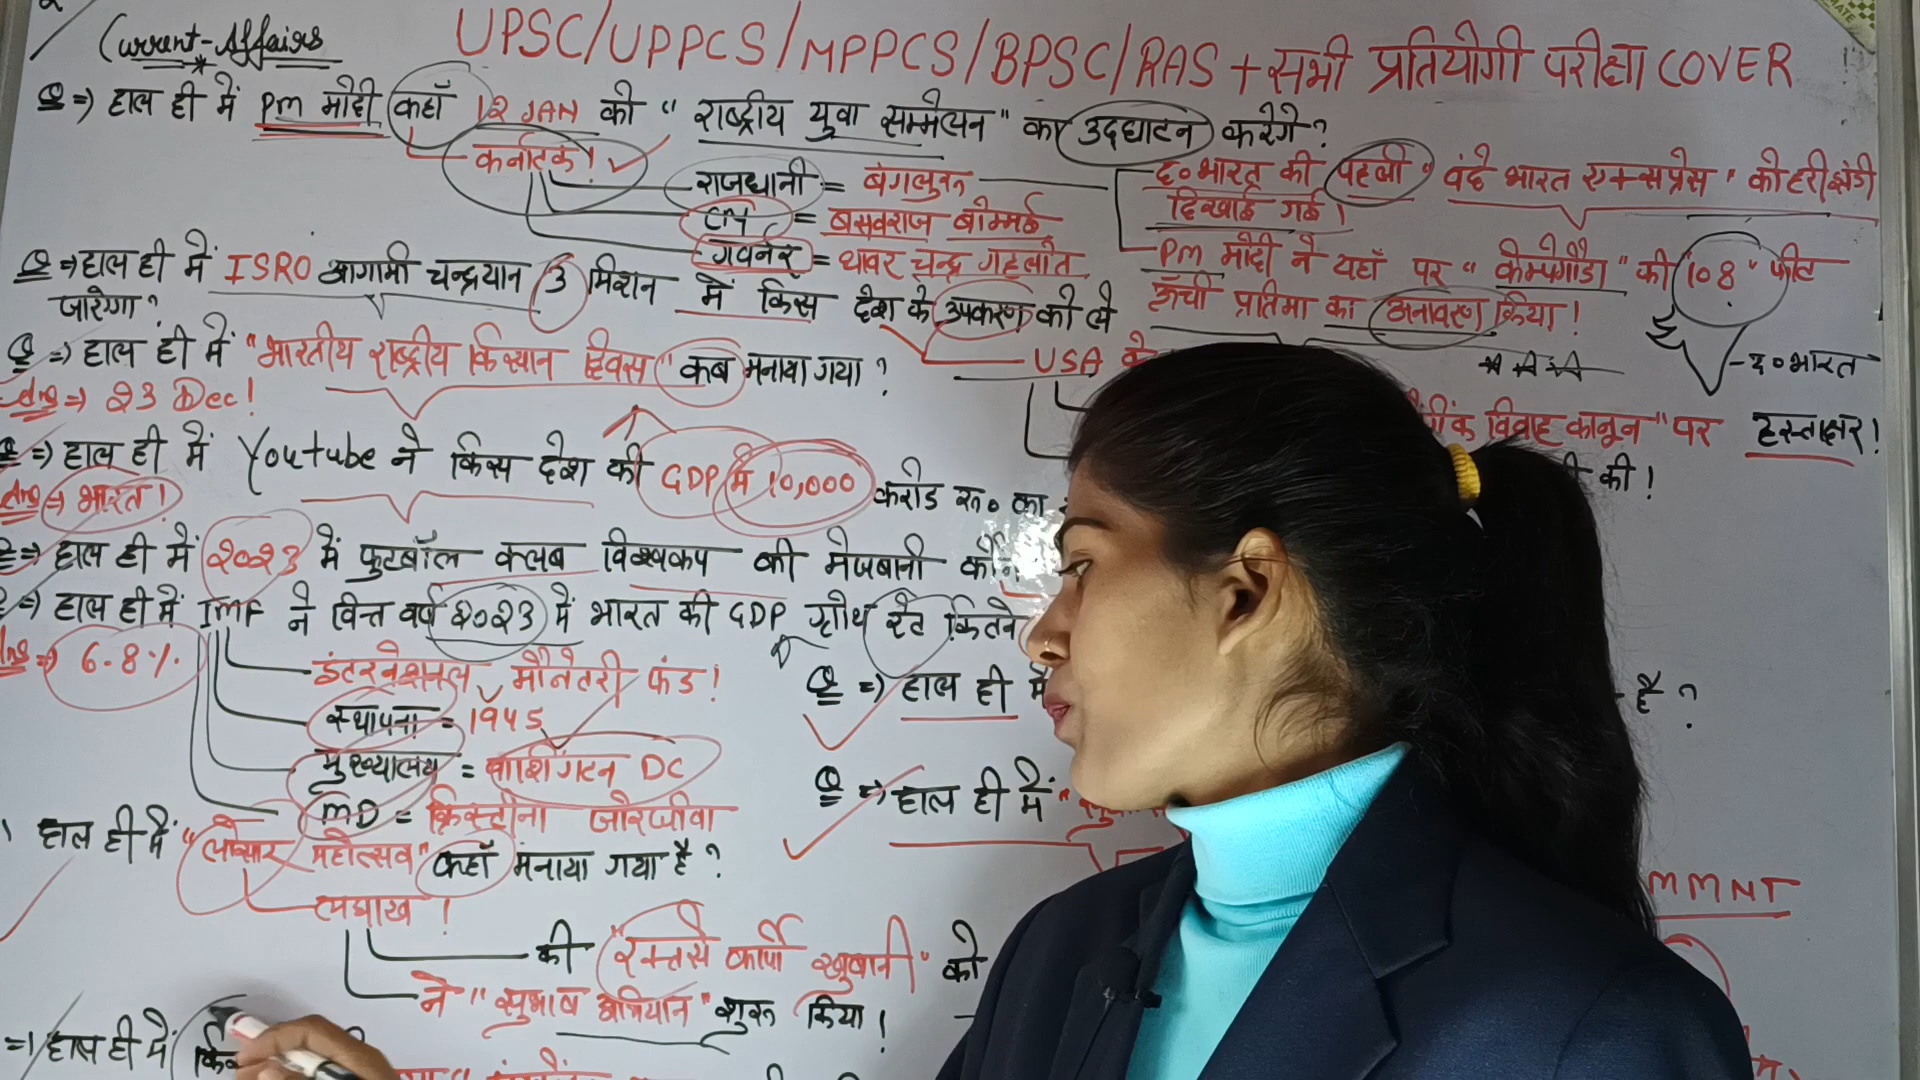 Current-Affairs
UPSC/UPPCS/MPPCS/BPSC/RAS + सभी प्रतियोगी परीक्षा COVER
Q ⇒ हाल ही में PM मोदी कहाँ 12 JAN को "राष्ट्रीय युवा सम्मेलन" का उद्घाटन करेंगे?
कर्नाटक!
राजधानी = बंगलुरु
CM = बसवराज बोम्मई
गवर्नर = थावर चन्द्र गहलोत
द० भारत की पहली "वंदे भारत एक्सप्रेस" को हरी झंडी
दिखाई गई।
PM मोदी ने यहाँ पर "केम्पेगौडा" की 108 फीट
ऊँची प्रतिमा का अनावरण किया!
द० भारत
Q ⇒ हाल ही में ISRO आगामी चन्द्रयान 3 मिशन में किस देश के उपकरण को ले
जारेगा?
USA
विवाह कानून" पर हस्ताक्षर!
की!
Q ⇒ हाल ही में "भारतीय राष्ट्रीय किसान दिवस" कब मनाया गया?
Ans ⇒ 23 Dec!
Q ⇒ हाल ही में Youtube ने किस देश की GDP में 10,000 करोड रू० का
Ans ⇒ भारत!
⇒ हाल ही में 2023 में फुटबॉल क्लब विश्वकप की मेजबानी कौन
⇒ हाल ही में IMF ने वित्त वर्ष 2023 में भारत की GDP ग्रोथ रेट कितने
Ans ⇒ 6.8%
इंटरनेशनल मौनेतरी फंड!
स्थापना = 1945
मुख्यालय = वाशिंगटन DC
MD = क्रिस्टीना जोरजीवा
Q ⇒ हाल ही में
है?
Q ⇒ हाल ही में
हाल ही में "लोसार महोत्सव" कहाँ मनाया गया है?
लद्दाख!
की "रक्तसे कार्पो खुबानी" को
ने "सुभाष अभियान" शुरू किया!
MMNT
⇒ हाल ही में